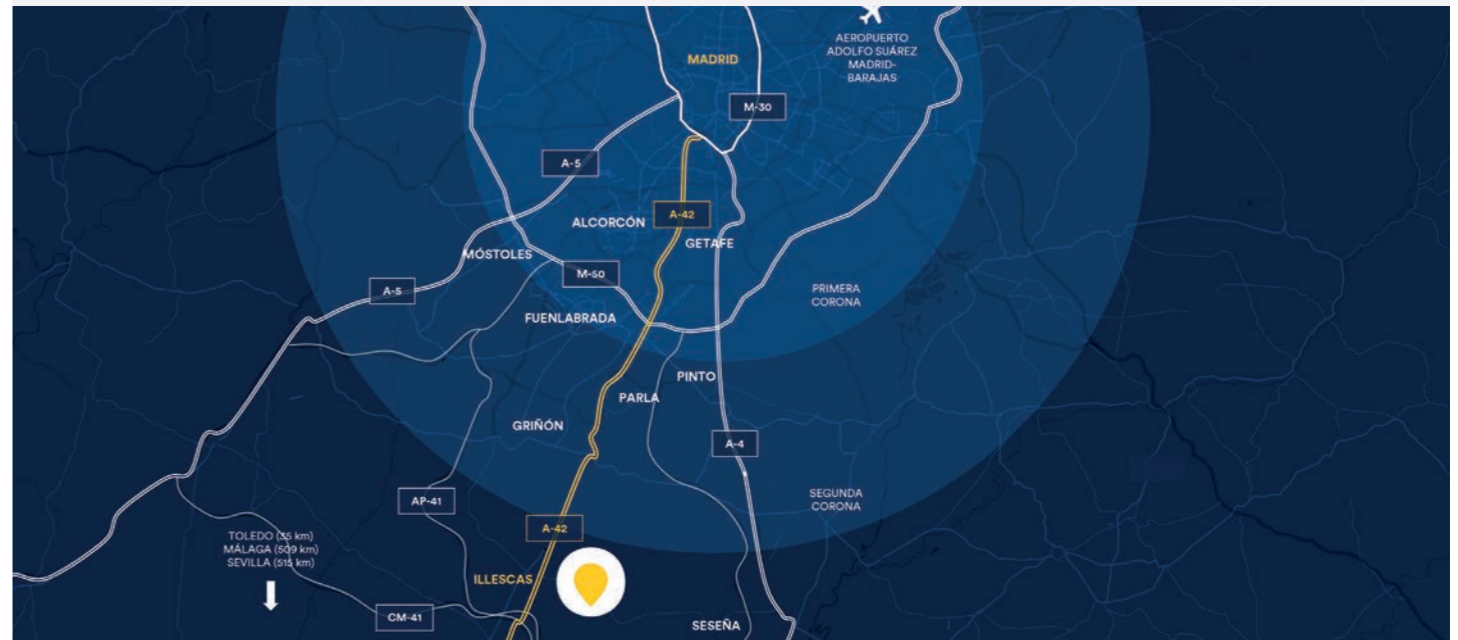 MADRID
AEROPUERTO
ADOLFO SUÁREZ
MADRID-
BARAJAS
M-30
A-5
ALCORCÓN
A-42
GETAFE
MÓSTOLES
M-50
A-5
PRIMERA
CORONA
FUENLABRADA
PINTO
PARLA
GRIÑÓN
A-4
AP-41
SEGUNDA
CORONA
A-42
TOLEDO (35 km)
MÁLAGA (509 km)
SEVILLA (515 km)
ILLESCAS
CM-41
SESEÑA